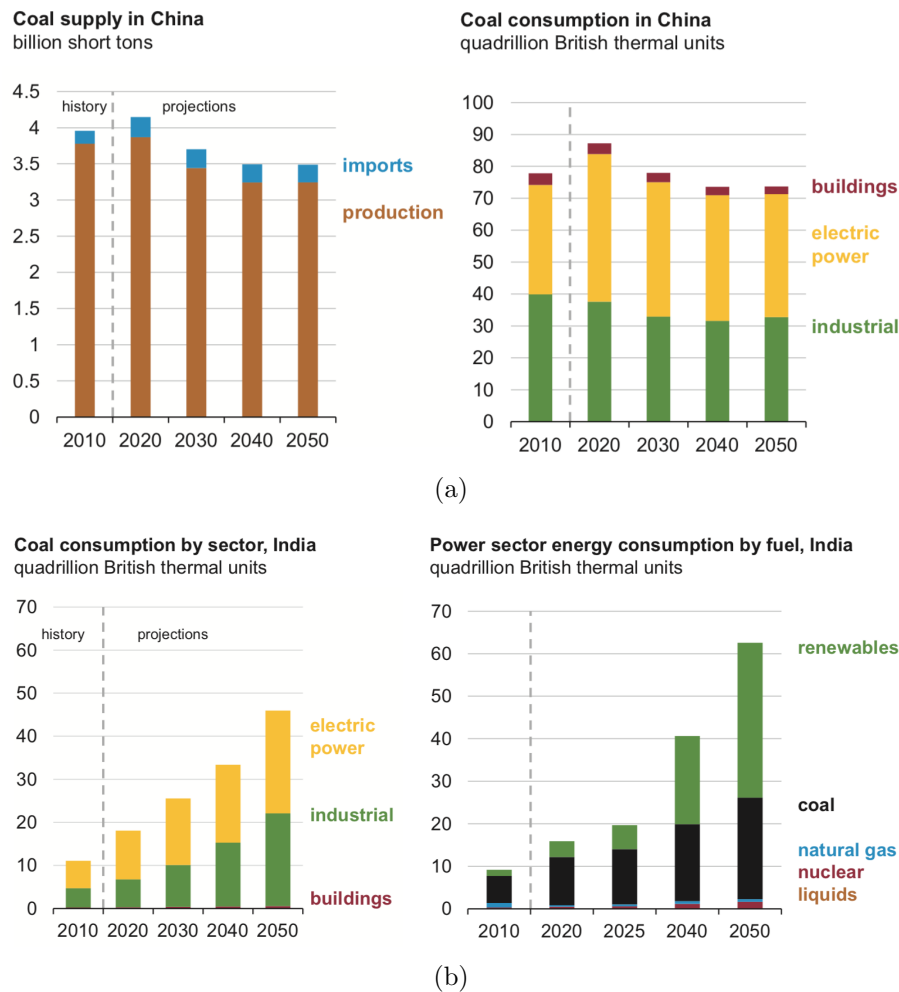 Coal supply in China
billion short tons
4.5
4
3.5
3
2.5
2
1.5
1
0.5
0
history
projections
imports
production
2010 2020 2030 2040 2050
Coal consumption in China
quadrillion British thermal units
100
90
80
70
60
50
40
30
20
10
0
buildings
electric
power
industrial
2010 2020 2030 2040 2050
(a)
Coal consumption by sector, India
quadrillion British thermal units
70
60
50
40
30
20
10
0
history
projections
electric
power
industrial
buildings
2010 2020 2030 2040 2050
Power sector energy consumption by fuel, India
quadrillion British thermal units
70
60
50
40
30
20
10
0
renewables
coal
natural gas
nuclear
liquids
2010 2020 2025 2040 2050
(b)